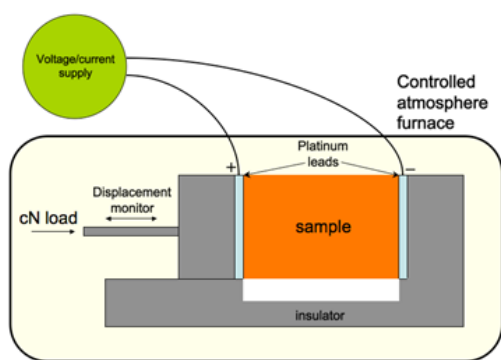 Voltage/current
supply
Controlled
atmosphere
furnace
Platinum
leads
+
–
Displacement
monitor
cN load
sample
insulator